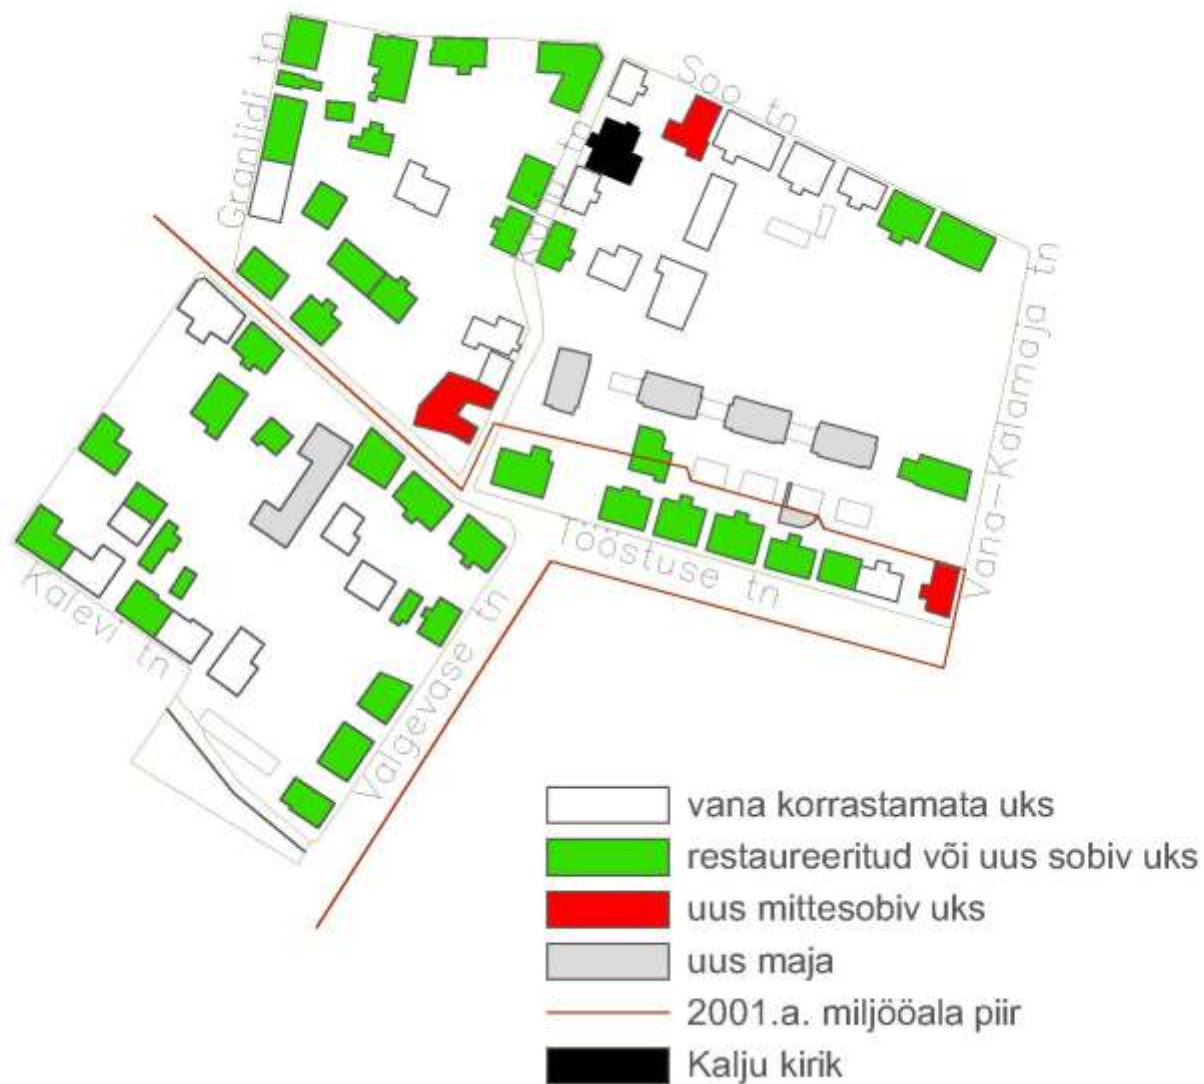 Graniidi tn
Soo tn
Vana-Kalamaja tn
Tööstuse tn
Kalevi tn
Valgevase tn
vana korrastamata uks
restaureeritud või uus sobiv uks
uus mittesobiv uks
uus maja
2001.a. miljööala piir
Kalju kirik